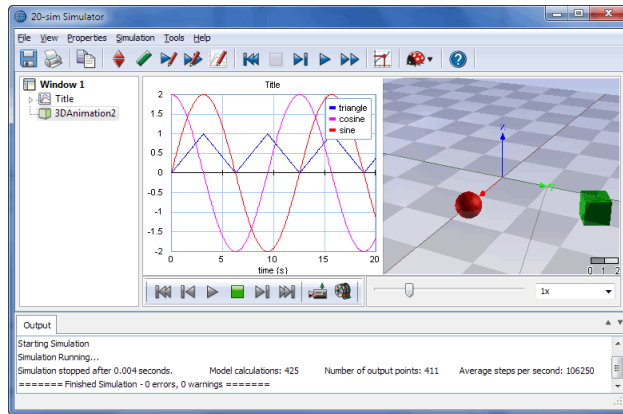 20-sim Simulator
File View Properties Simulation Tools Help
Window 1
Title
3DAnimation2
Title
triangle
cosine
sine
2
1.5
1
0.5
0
-0.5
-1
-1.5
-2
0 5 10 15 20
time (s)
z
0 1 2
1x
Output
Starting Simulation
Simulation Running...
Simulation stopped after 0.004 seconds. Model calculations: 425 Number of output points: 411 Average steps per second: 106250
======= Finished Simulation - 0 errors, 0 warnings =======